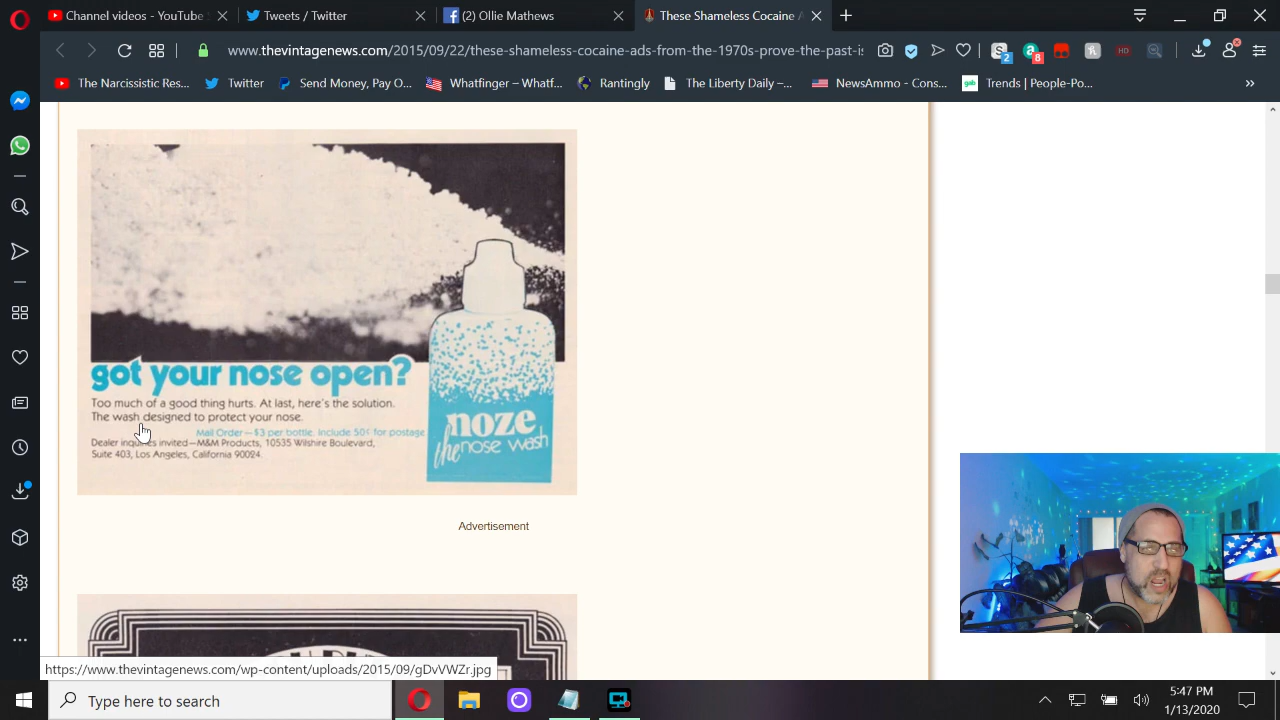 Channel videos - YouTube
Tweets / Twitter
(2) Ollie Mathews
These Shameless Cocaine A
www.thevintagenews.com/2015/09/22/these-shameless-cocaine-ads-from-the-1970s-prove-the-past-is
2
8
HD
The Narcissistic Res...
Twitter
Send Money, Pay O...
Whatfinger – Whatf...
Rantingly
The Liberty Daily –...
NewsAmmo - Cons...
gab
Trends | People-Po...
got your nose open?
Too much of a good thing hurts. At last, here's the solution.
The wash designed to protect your nose.
Mail Order—$3 per bottle. Include 50¢ for postage
Dealer inquiries invited—M&M Products, 10535 Wilshire Boulevard,
Suite 403, Los Angeles, California 90024.
noze
the nose wash
Advertisement
https://www.thevintagenews.com/wp-content/uploads/2015/09/gDvVWZr.jpg
Type here to search
5:47 PM
1/13/2020